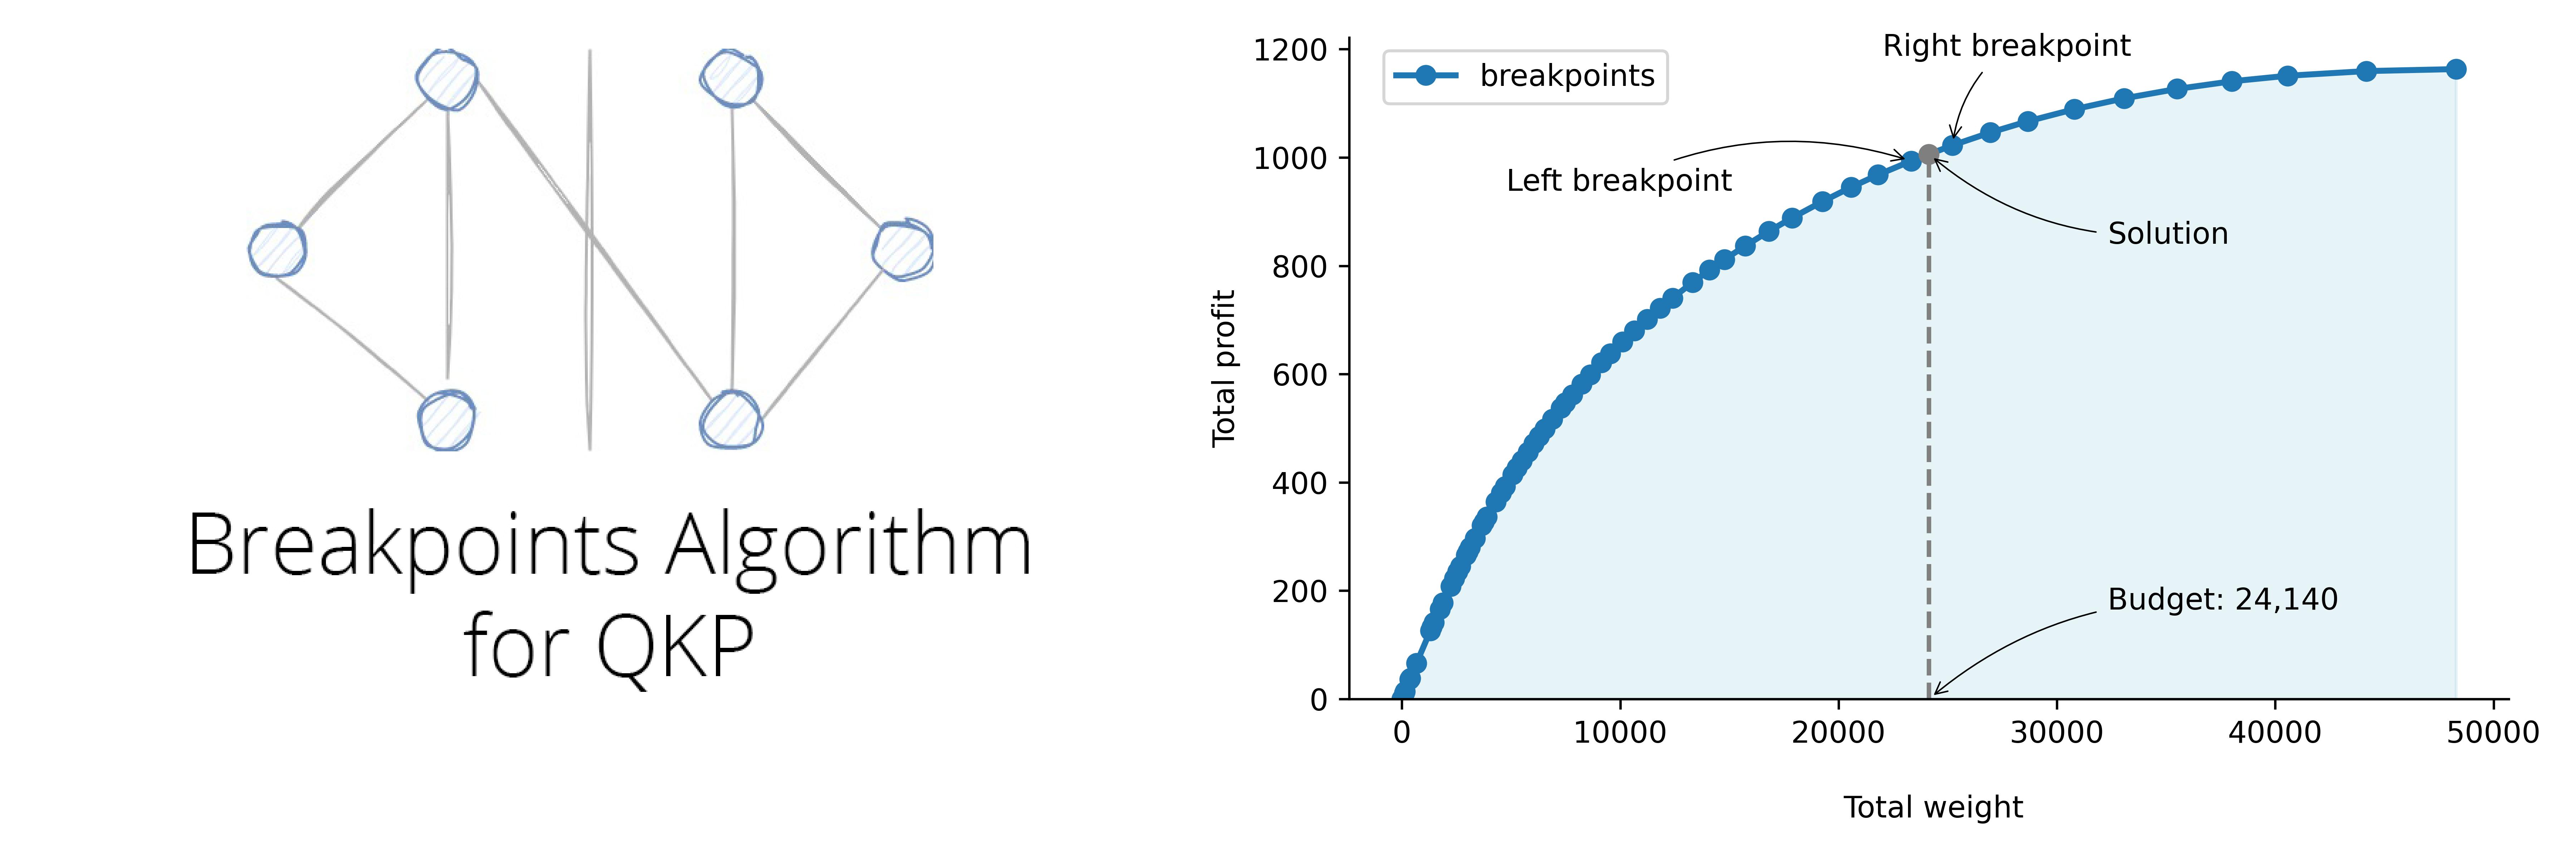 Breakpoints Algorithm
for QKP
breakpoints
Right breakpoint
Left breakpoint
Solution
Budget: 24,140
Total profit
1200
1000
800
600
400
200
0
0 10000 20000 30000 40000 50000
Total weight